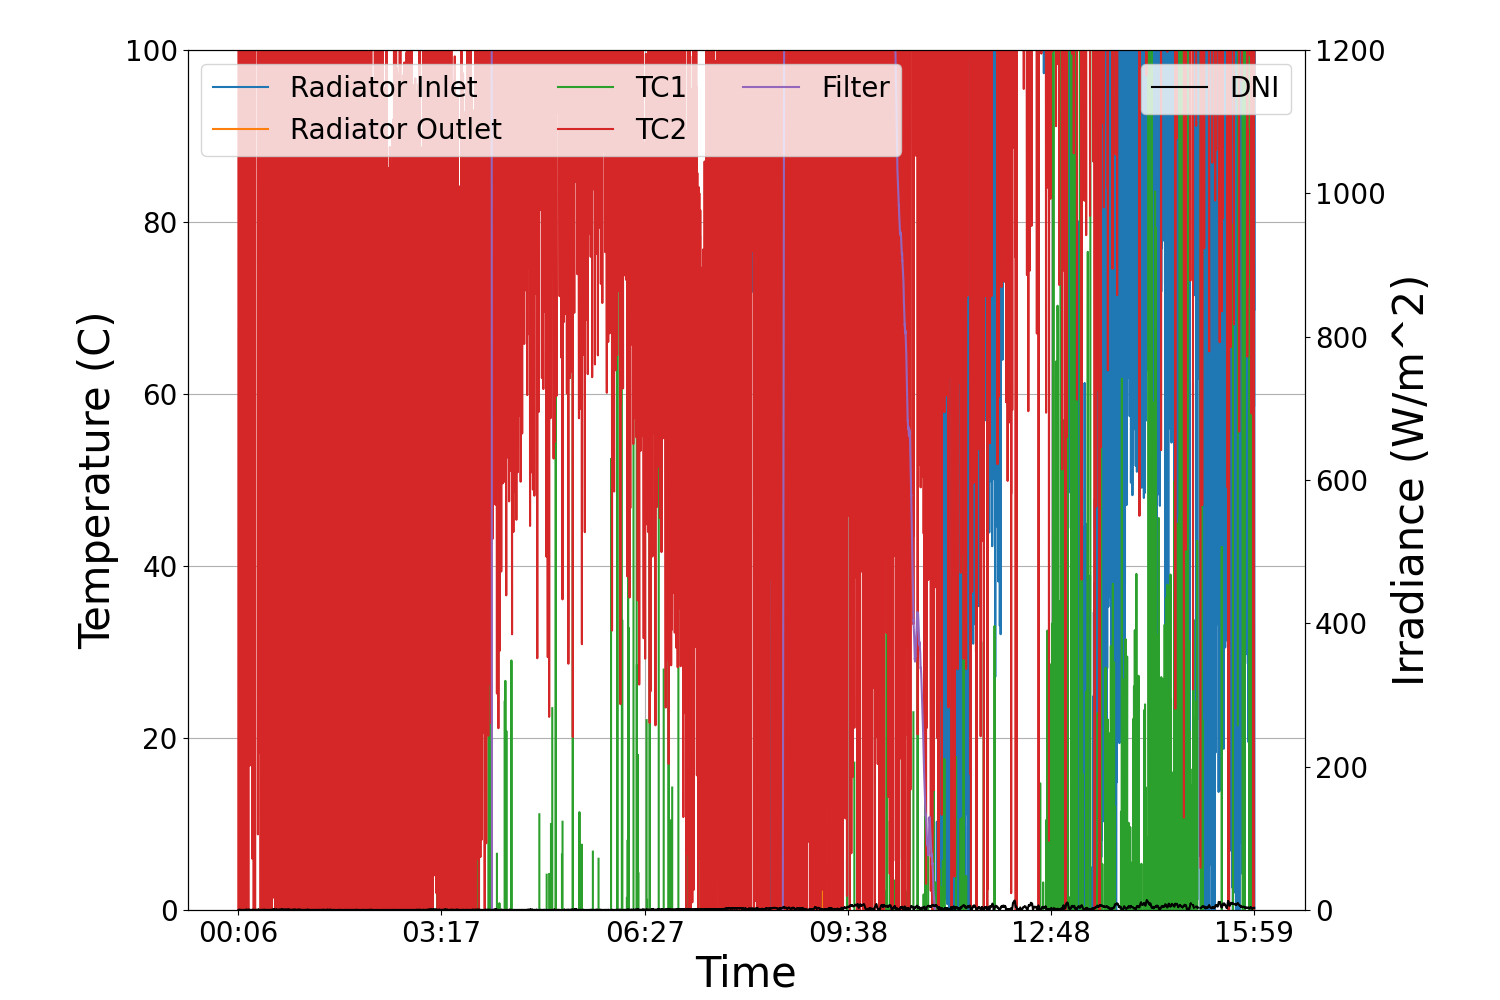 Radiator Inlet
Radiator Outlet
TC1
TC2
Filter
DNI
100
80
60
40
20
0
Temperature (C)
1200
1000
800
600
400
200
0
Irradiance (W/m^2)
00:06
03:17
06:27
09:38
12:48
15:59
Time